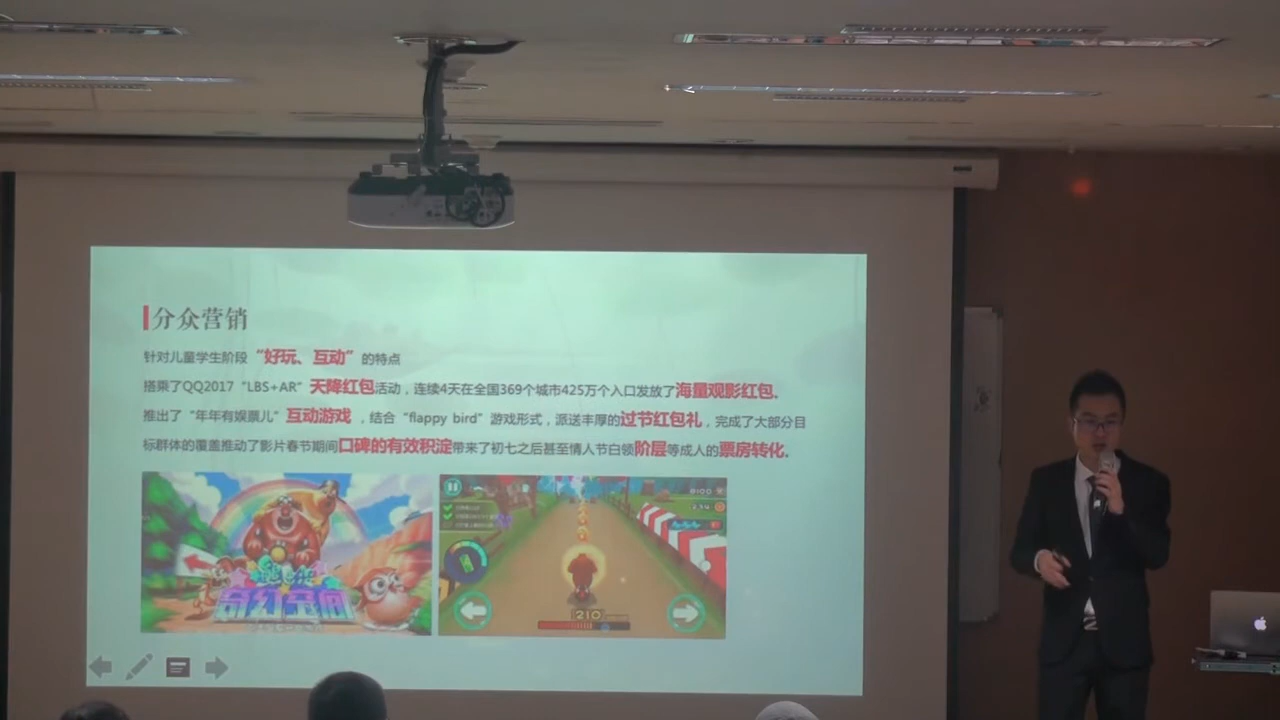 分众营销
针对儿童学生阶段“好玩、互动”的特点
搭乘了QQ2017“LBS+AR”天降红包活动，连续4天在全国369个城市425万个入口发放了海量观影红包。
推出了“年年有娱票儿”互动游戏，结合“flappy bird”游戏形式，派送丰厚的过节红包礼，完成了大部分目
标群体的覆盖推动了影片春节期间口碑的有效积淀带来了初七之后甚至情人节白领阶层等成人的票房转化。
奇幻空间
210